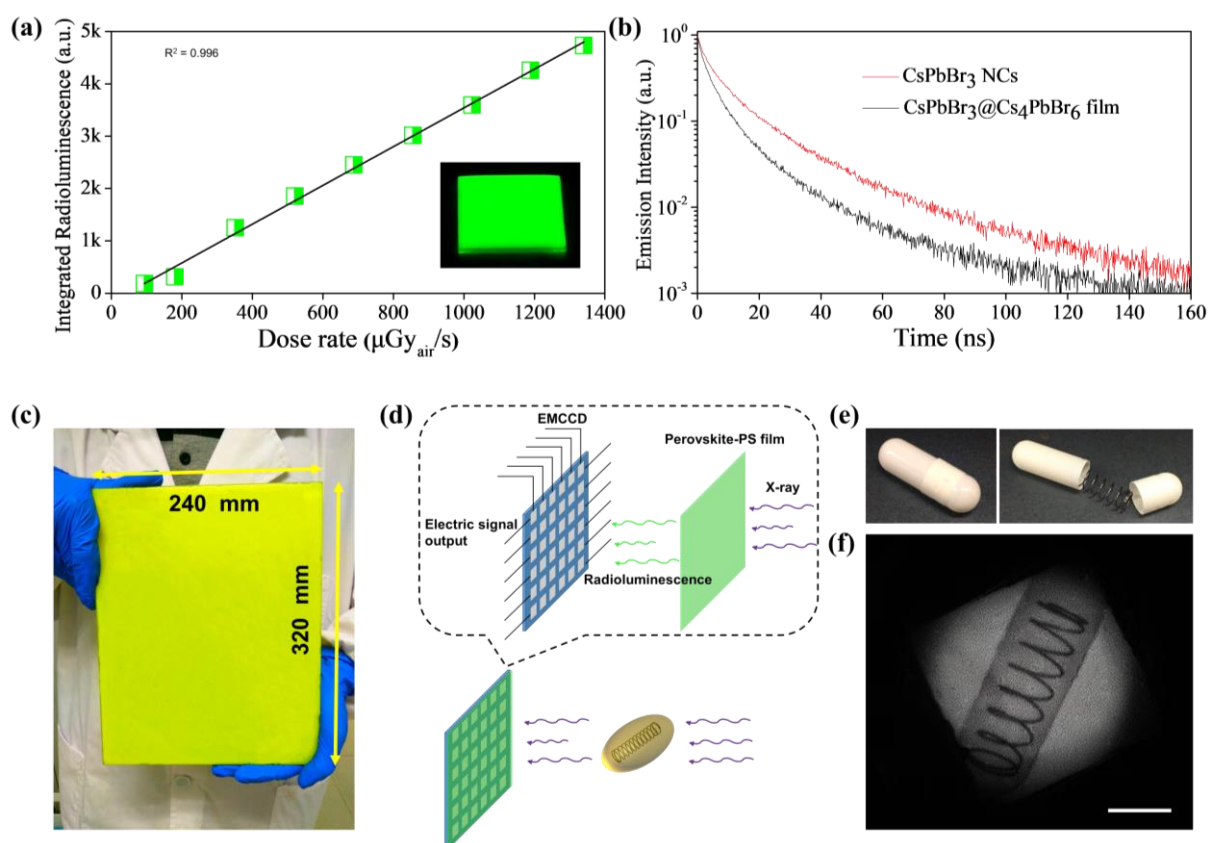 (a)
Integrated Radioluminescence (a.u.)
5k
4k
3k
2k
1k
0
R² = 0.996
0 200 400 600 800 1000 1200 1400
Dose rate (μGy_air/s)
(b)
Emission Intensity (a.u.)
10⁰
10⁻¹
10⁻²
10⁻³
CsPbBr₃ NCs
CsPbBr₃@Cs₄PbBr₆ film
0 20 40 60 80 100 120 140 160
Time (ns)
(c)
240 mm
320 mm
(d)
EMCCD
Perovskite-PS film
X-ray
Electric signal
output
Radioluminescence
(e)
(f)